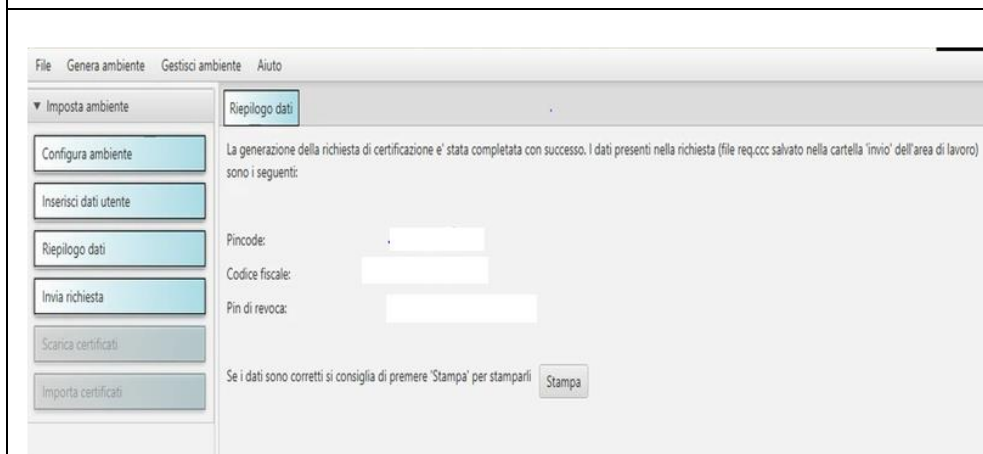 File Genera ambiente Gestisci ambiente Aiuto
▼ Imposta ambiente
Configura ambiente
Inserisci dati utente
Riepilogo dati
Invia richiesta
Scarica certificati
Importa certificati
Riepilogo dati
La generazione della richiesta di certificazione e' stata completata con successo. I dati presenti nella richiesta (file req.ccc salvato nella cartella 'invio' dell'area di lavoro)
sono i seguenti:
Pincode:
Codice fiscale:
Pin di revoca:
Se i dati sono corretti si consiglia di premere 'Stampa' per stamparli Stampa